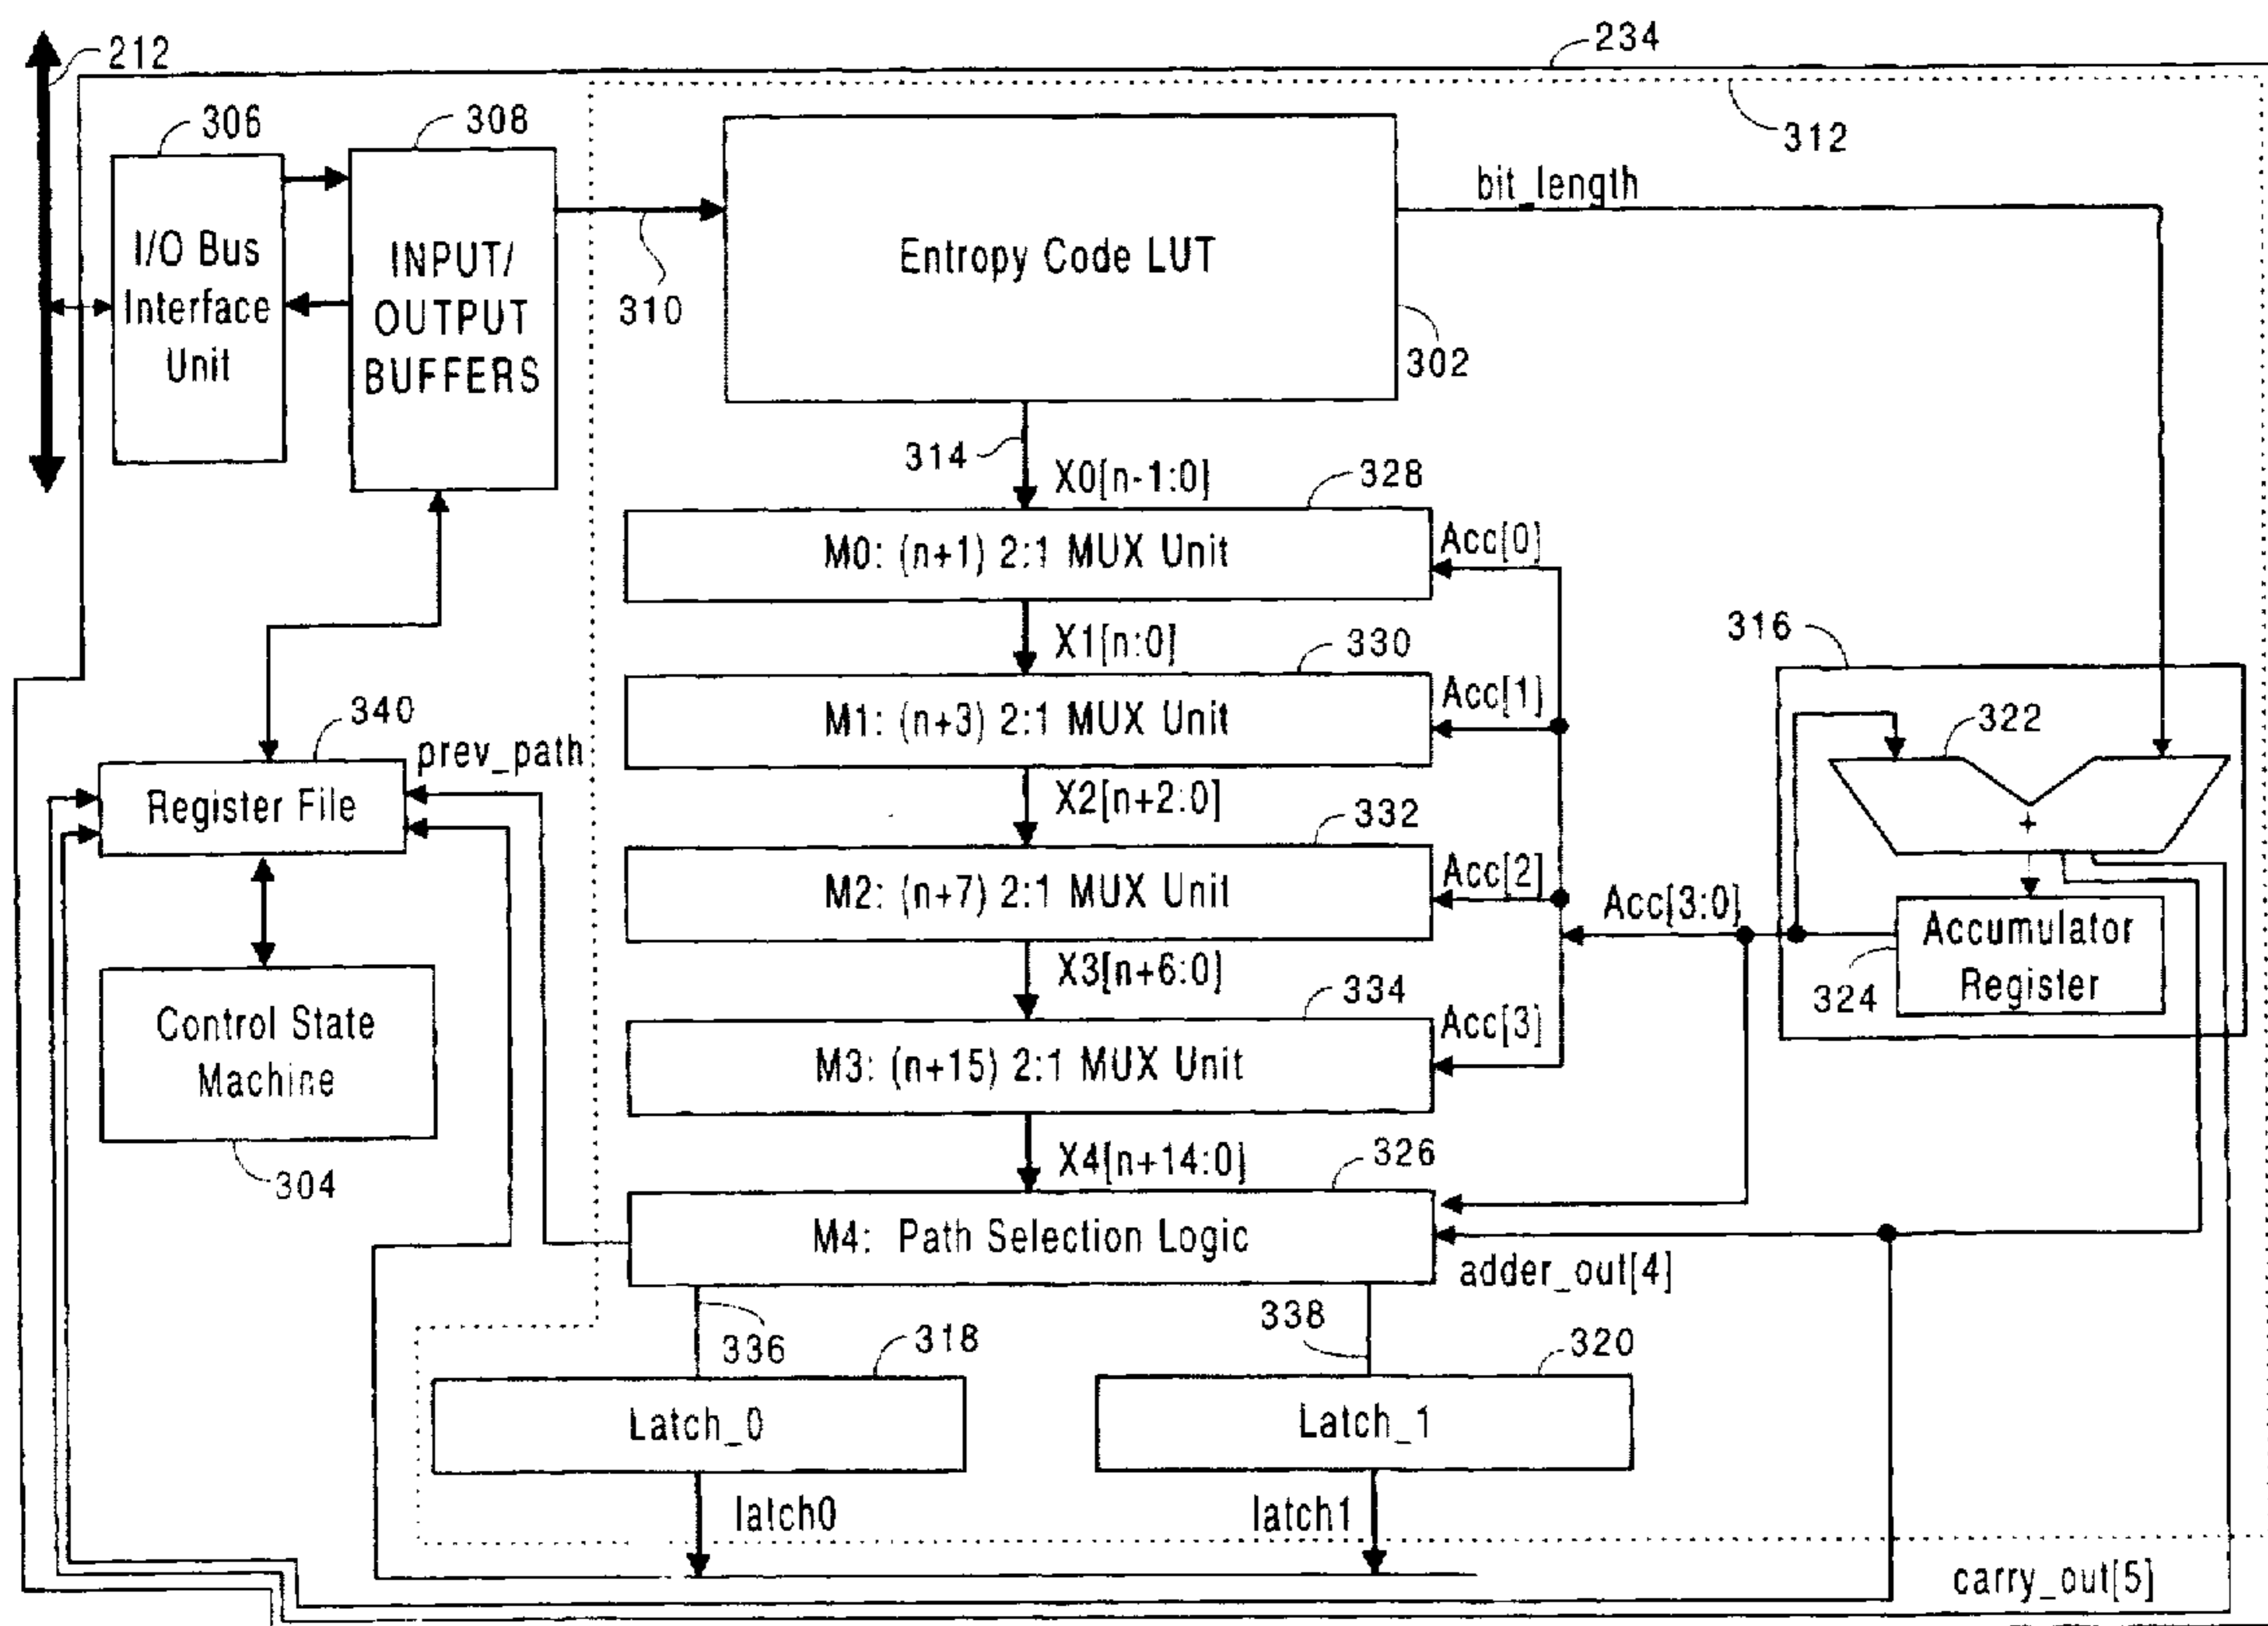 212
234
306
308
312
bit_length
I/O Bus
Interface
Unit
INPUT/
OUTPUT
BUFFERS
310
Entropy Code LUT
302
314
X0[n-1:0]
328
M0: (n+1) 2:1 MUX Unit
Acc[0]
X1[n:0]
330
316
M1: (n+3) 2:1 MUX Unit
Acc[1]
340
prev_path
322
Register File
X2[n+2:0]
332
+
M2: (n+7) 2:1 MUX Unit
Acc[2]
Acc[3:0]
Accumulator
Register
324
X3[n+6:0]
334
Control State
Machine
304
M3: (n+15) 2:1 MUX Unit
Acc[3]
X4[n+14:0]
326
M4: Path Selection Logic
adder_out[4]
336
318
338
320
Latch_0
Latch_1
latch0
latch1
carry_out[5]